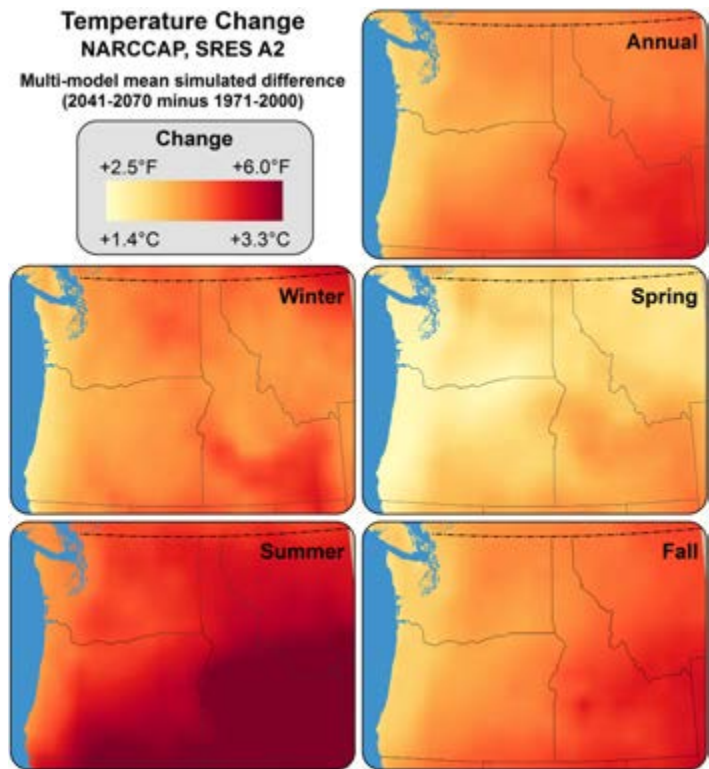 Temperature Change
NARCCAP, SRES A2
Multi-model mean simulated difference
(2041-2070 minus 1971-2000)
Change
+2.5°F +6.0°F
+1.4°C +3.3°C
Annual
Winter
Spring
Summer
Fall